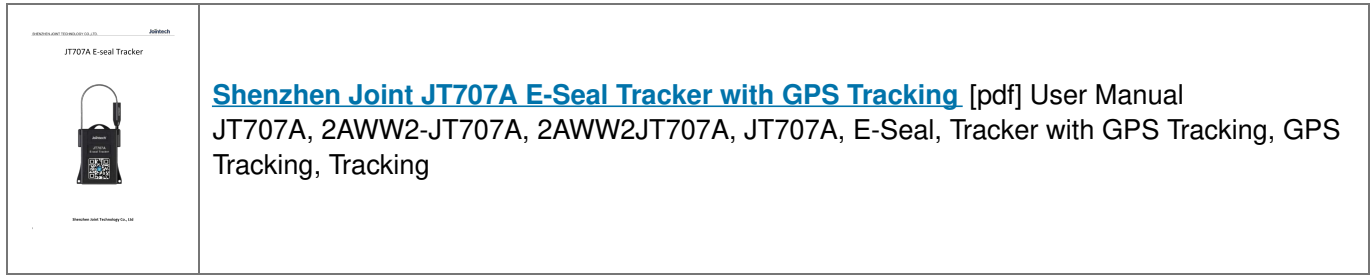 SHENZHEN JOINT TECHNOLOGY CO., LTD
Jointech
JT707A E-seal Tracker
Jointech
JT707A
E-seal Tracker
Shenzhen Joint Technology Co., Ltd
Shenzhen Joint JT707A E-Seal Tracker with GPS Tracking [pdf] User Manual
JT707A, 2AWW2-JT707A, 2AWW2JT707A, JT707A, E-Seal, Tracker with GPS Tracking, GPS
Tracking, Tracking